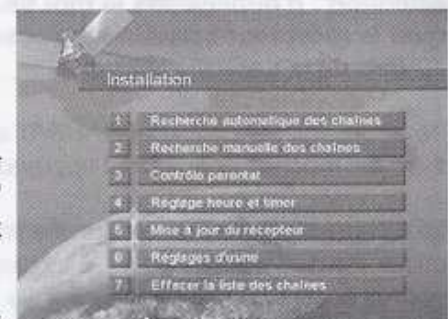 Installation
1 Recherche automatique des chaînes
2 Recherche manuelle des chaînes
3 Contrôle parental
4 Réglage heure et timer
5 Mise à jour du récepteur
6 Réglages d'usine
7 Effacer la liste des chaînes